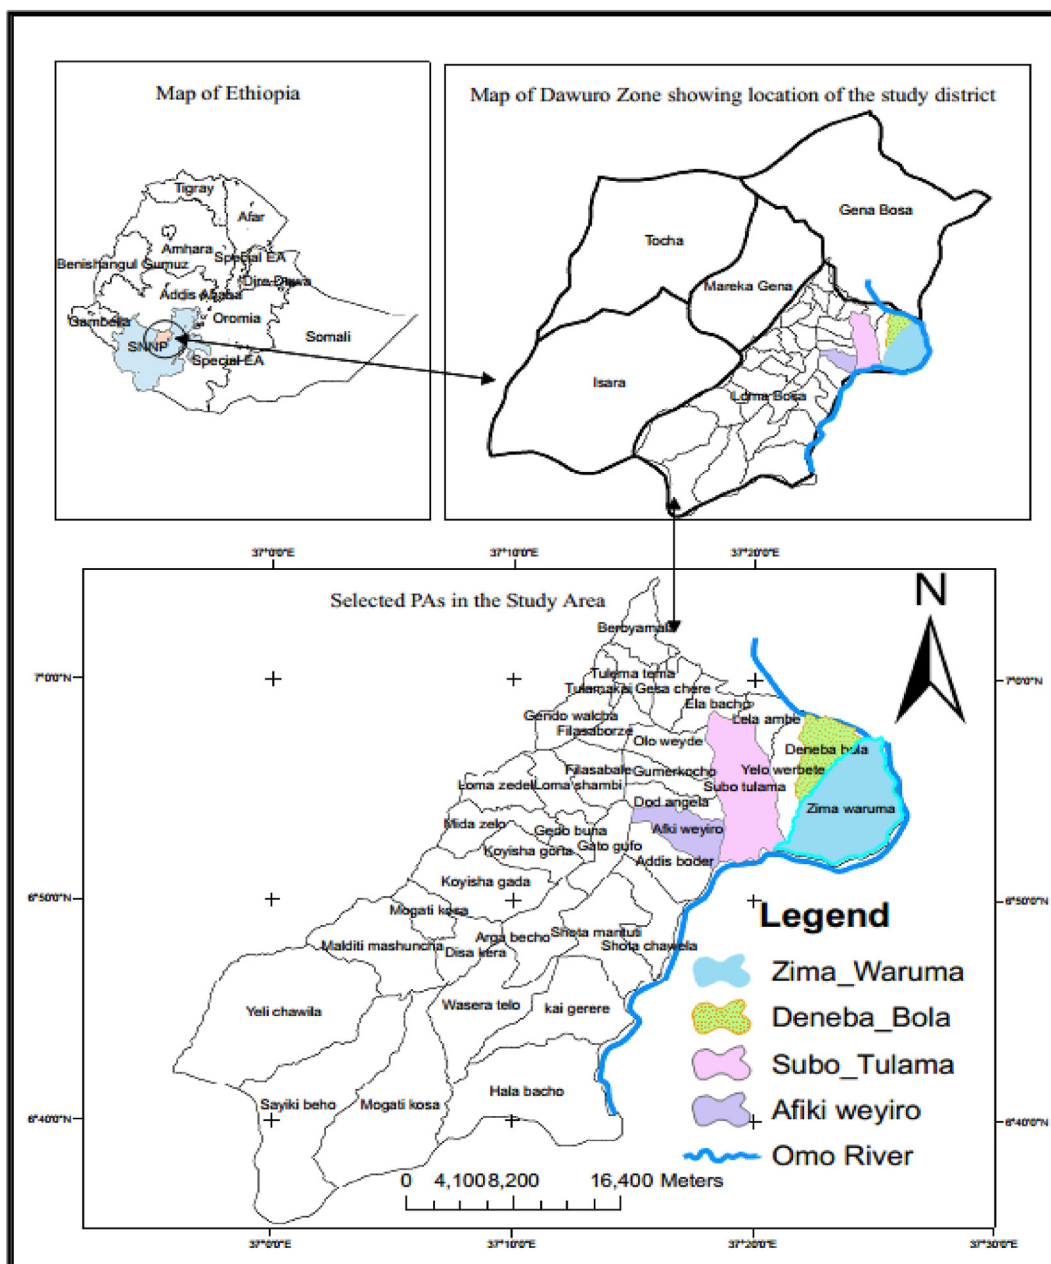 Map of Ethiopia
Tigray
Afar
Amhara
Special EA
Benishangul Gumuz
Dire Dawa
Addis Ababa
Gambella
Oromia
Somali
SNNP
Special EA
Map of Dawuro Zone showing location of the study district
Gena Bosa
Tocha
Mareka Gena
Isara
Loma Bosa
37°0'0"E 37°10'0"E 37°20'0"E
Selected PAs in the Study Area
N
Beroyamala
7°0'0"N 7°0'0"N
Tulema tema
Tulamakai Gesa chere
Ela bacho
Gendo walcha Lela ambe
Filasaborze
Olo weyde Deneba bola
Filasabale Gumerkocho Yelo werbete
Loma zedel Loma shambi Subo tulama
Dod angela Zima waruma
Mida zelo Gedo buna Afki weyiro
Koyisha gorta Gato gufo
Addis boder
Koyisha gada
6°50'0"N 6°50'0"N
Mogati kesa
Legend
Malditi mashuncha Arga becho Shota mantuti
Disa kera Shota chawela
Zima_Waruma
Yeli chawila Wasera telo kai gerere
Deneba_Bola
Subo_Tulama
Hala bacho
Sayiki beho Mogati kosa
Afiki weyiro
6°40'0"N 6°40'0"N
Omo River
0 4,100 8,200 16,400 Meters
37°0'0"E 37°10'0"E 37°20'0"E 37°30'0"E